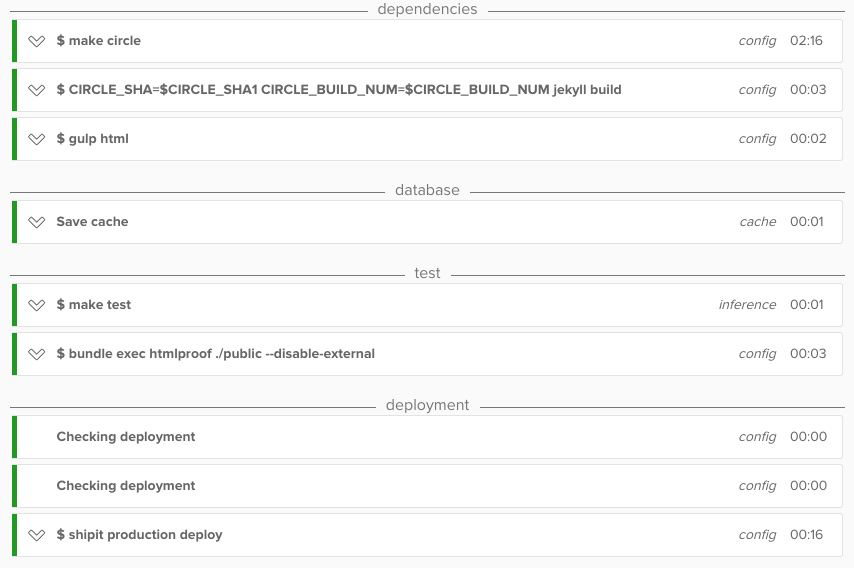 dependencies
$ make circle config 02:16
$ CIRCLE_SHA=$CIRCLE_SHA1 CIRCLE_BUILD_NUM=$CIRCLE_BUILD_NUM jekyll build config 00:03
$ gulp html config 00:02
database
Save cache cache 00:01
test
$ make test inference 00:01
$ bundle exec htmlproof ./public --disable-external config 00:03
deployment
Checking deployment config 00:00
Checking deployment config 00:00
$ shipit production deploy config 00:16